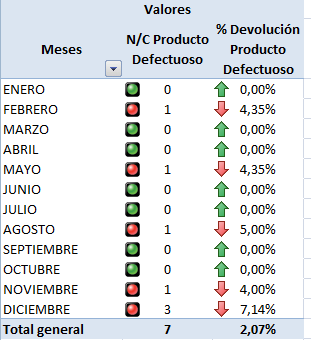 Valores
Meses N/C Producto Defectuoso % Devolución Producto Defectuoso
ENERO 0 0,00%
FEBRERO 1 4,35%
MARZO 0 0,00%
ABRIL 0 0,00%
MAYO 1 4,35%
JUNIO 0 0,00%
JULIO 0 0,00%
AGOSTO 1 5,00%
SEPTIEMBRE 0 0,00%
OCTUBRE 0 0,00%
NOVIEMBRE 1 4,00%
DICIEMBRE 3 7,14%
Total general 7 2,07%